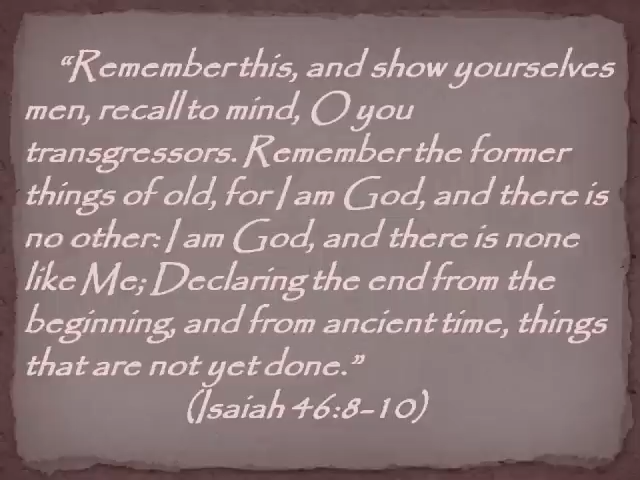 “Remember this, and show yourselves
men, recall to mind, O you
transgressors. Remember the former
things of old, for I am God, and there is
no other: I am God, and there is none
like Me; Declaring the end from the
beginning, and from ancient time, things
that are not yet done.”
(Isaiah 46:8-10)